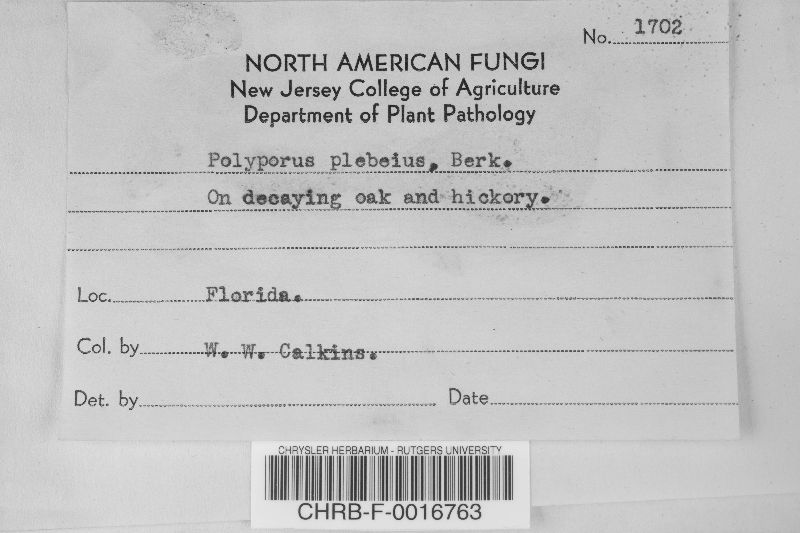 No. 1702
NORTH AMERICAN FUNGI
New Jersey College of Agriculture
Department of Plant Pathology
Polyporus plebeius, Berk.
On decaying oak and hickory.
Loc. Florida.
Col. by W. W. Calkins.
Det. by Date
CHRYSLER HERBARIUM - RUTGERS UNIVERSITY
CHRB-F-0016763